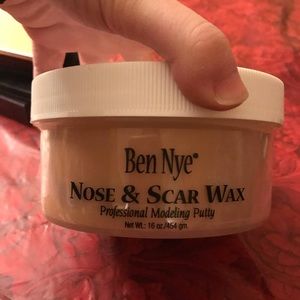 Ben Nye®
NOSE & SCAR WAX
Professional Modeling Putty
Net Wt.: 16 oz/454 gm.